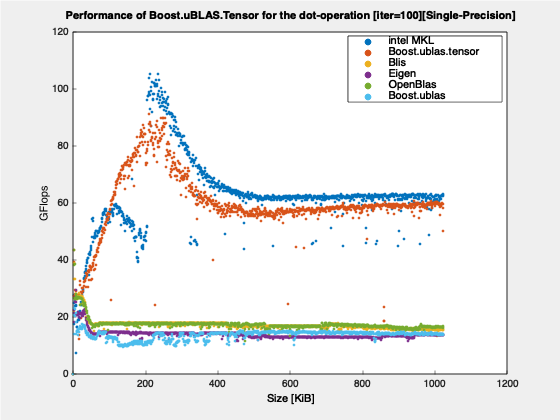 Performance of Boost.uBLAS.Tensor for the dot-operation [iter=100][Single-Precision]
120
100
80
60
40
20
0
0
200
400
600
800
1000
1200
GFlops
Size [KiB]
intel MKL
Boost.ublas.tensor
Blis
Eigen
OpenBlas
Boost.ublas